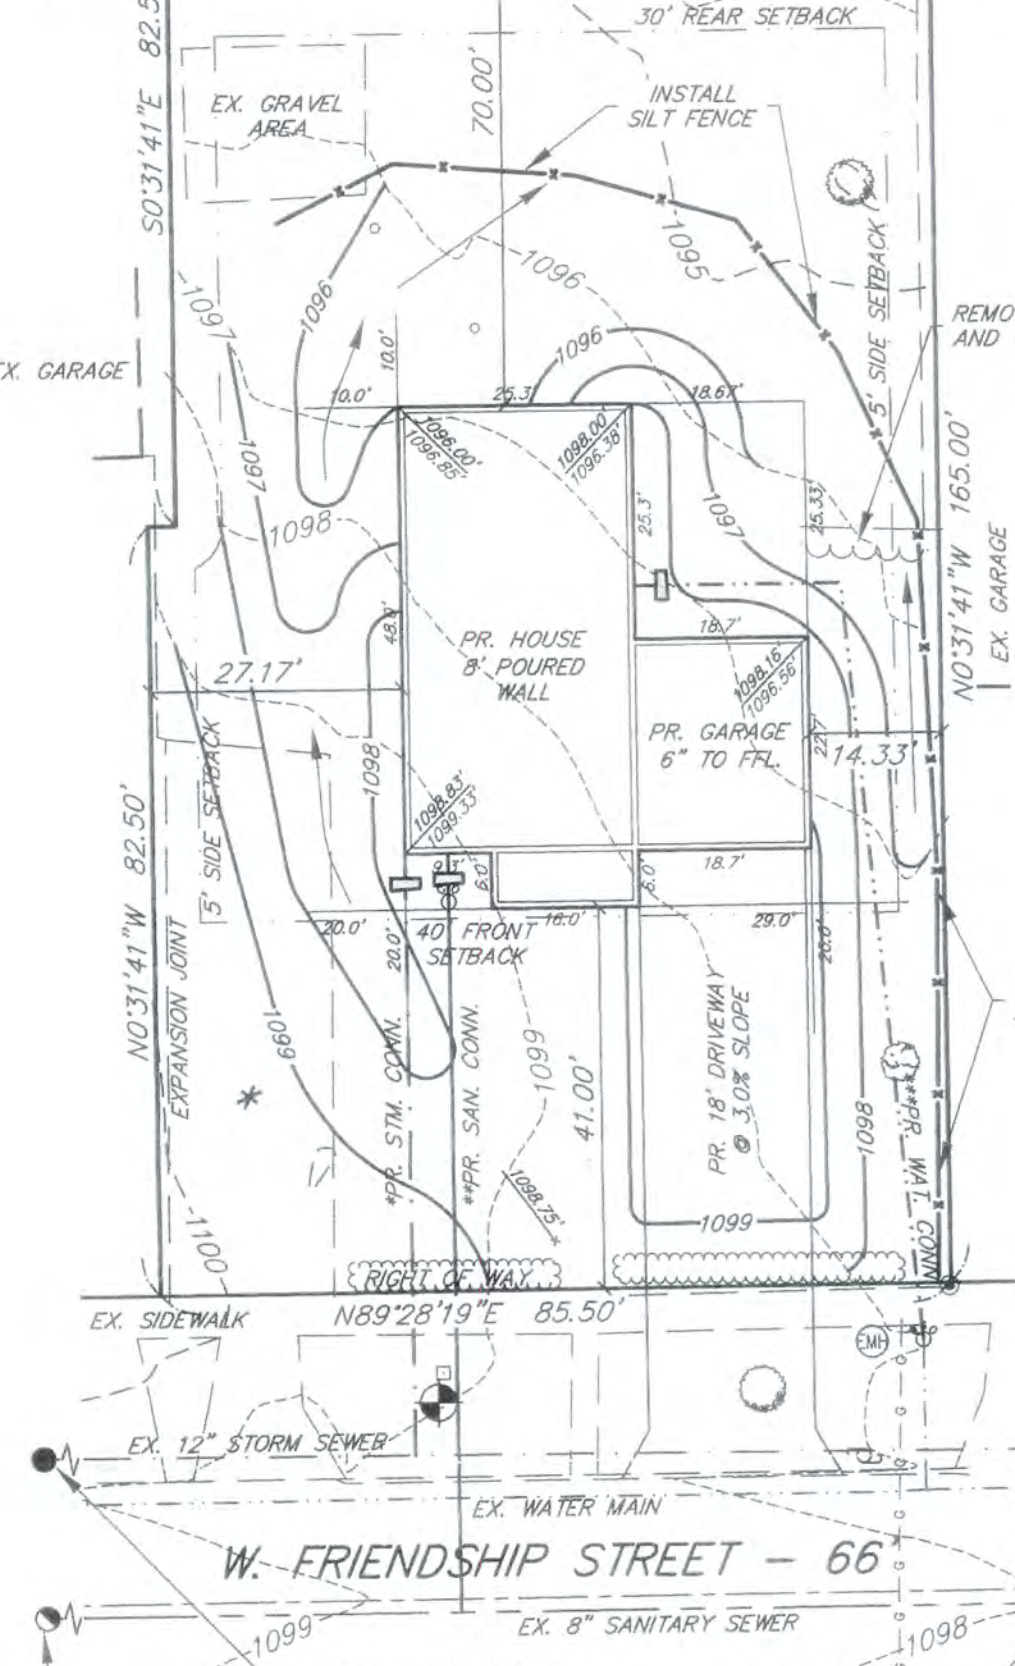 30' REAR SETBACK
S0°31'41"E 82.5
70.00'
EX. GRAVEL
AREA
INSTALL
SILT FENCE
5' SIDE SETBACK
1095
1096
1096
1097
1096
REMO
AND
EX. GARAGE
10.0'
10.0'
25.3'
18.67'
1096.00'
1096.85'
1098.00'
1096.38'
1097
1098
1097
25.3'
25.33'
N0°31'41"W 165.00'
EX. GARAGE
48.0'
PR. HOUSE
8' POURED
WALL
18.7'
1098.16'
1096.56'
27.17'
PR. GARAGE
6" TO FFL.
22.7'
14.33'
1098
5' SIDE SETBACK
N0°31'41"W 82.50'
1098.83'
1099.33'
9.3'
6.0'
6.0'
18.7'
16.0'
29.0'
20.0'
20.0'
20.0'
40' FRONT
SETBACK
EXPANSION JOINT
1099
*
*PR. STM. CONN.
**PR. SAN. CONN.
1099
41.00'
PR. 18' DRIVEWAY
@ 3.0% SLOPE
1098
***PR. WAT. CONN.
1098.75'
1099
1100
RIGHT OF WAY
EX. SIDEWALK
N89°28'19"E 85.50'
EMH
EX. 12" STORM SEWER
EX. WATER MAIN
W. FRIENDSHIP STREET - 66'
EX. 8" SANITARY SEWER
1099
1098
G
G
G
G
G
G
G